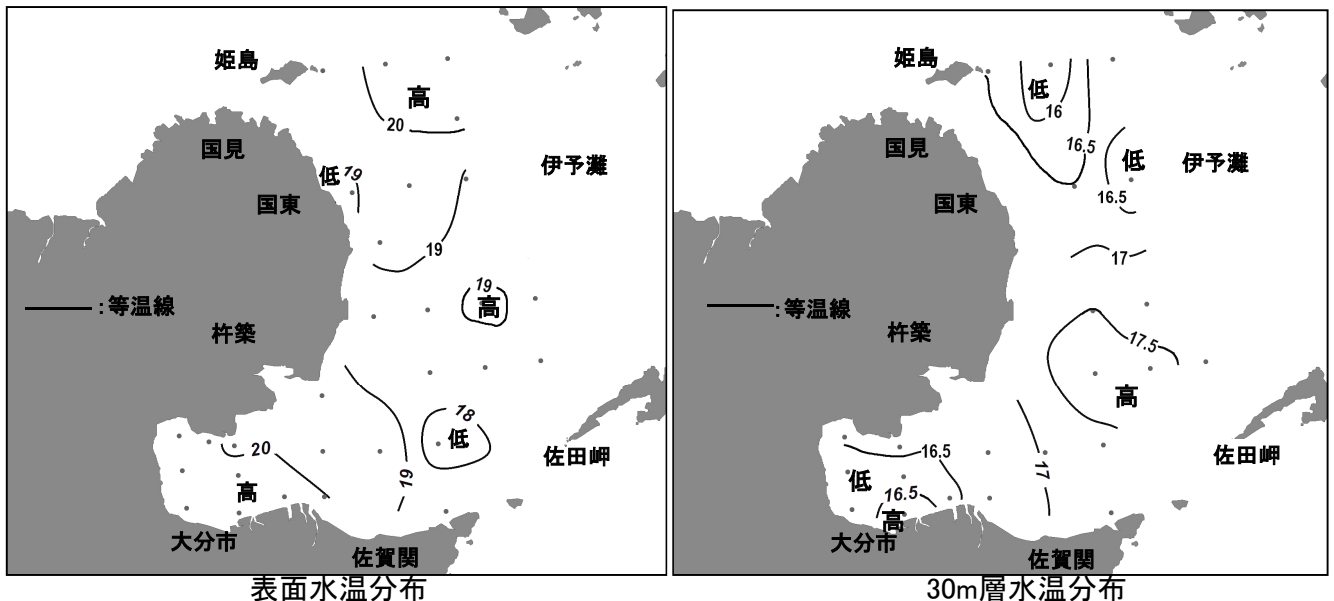 姫島
高
20
国見
低 19
伊予灘
国東
19
19
高
:等温線
杵築
18
低
佐田岬
20
19
高
大分市
佐賀関
表面水温分布
姫島
低
16
国見
16.5
低
伊予灘
16.5
国東
17
:等温線
杵築
17.5
高
16.5
17
佐田岬
低
16.5
高
大分市
佐賀関
30m層水温分布